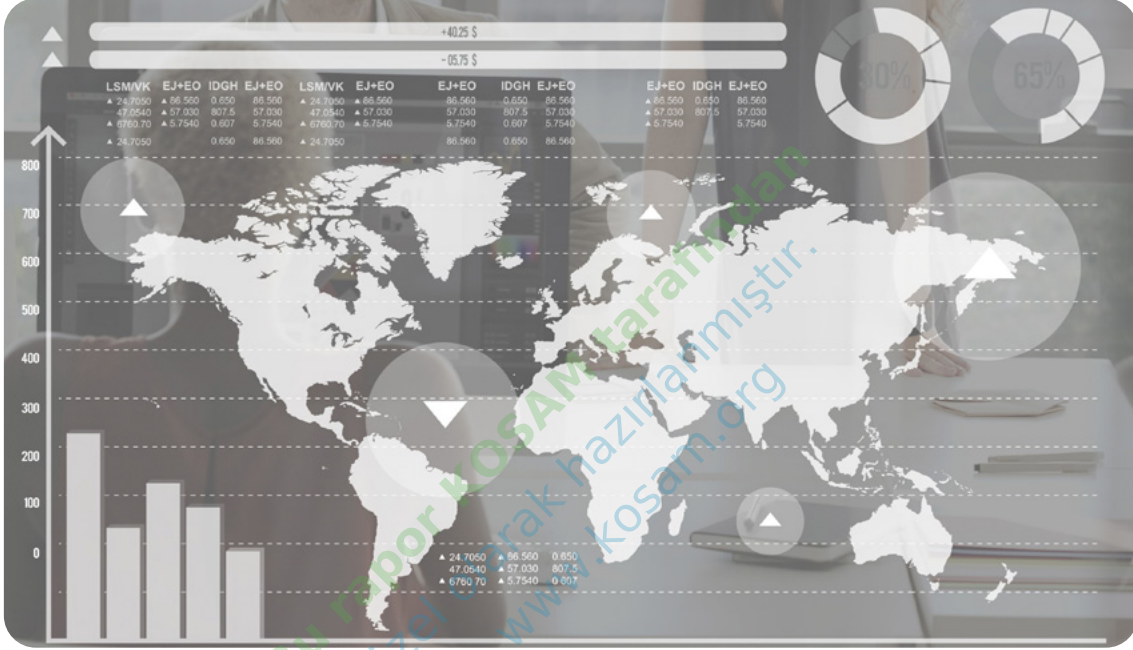 +40.25 $
- 05.75 $
80%
65%
LSM/VK EJ+EO IDGH EJ+EO LSM/VK EJ+EO EJ+EO IDGH EJ+EO EJ+EO IDGH EJ+EO
▲ 24.7050 ▲ 86.560 0.650 86.560 ▲ 24.7050 ▲ 86.560 86.560 0.650 86.560 ▲ 86.560 0.650 86.560
47.0540 ▲ 57.030 807.5 57.030 47.0540 ▲ 57.030 57.030 807.5 57.030 ▲ 57.030 807.5 57.030
▲ 6760.70 ▲ 5.7540 0.607 5.7540 ▲ 6760.70 ▲ 5.7540 5.7540 0.607 5.7540 ▲ 5.7540 5.7540
▲ 24.7050 0.650 86.560 ▲ 24.7050 86.560 0.650 86.560
800
700
600
500
400
300
200
100
0
▲ 24.7050 ▲ 86.560 0.650
47.0540 ▲ 57.030 807.5
▲ 6760.70 ▲ 5.7540 0.607
bu rapor KOSAM tarafından
özel olarak hazırlanmıştır.
www.kosam.org